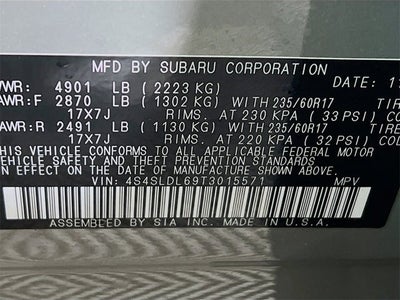 MFD BY SUBARU CORPORATION
VWR: 4901 LB (2223 KG) DATE: 11
AWR:F 2870 LB (1302 KG) WITH 235/60R17 TIRE
17X7J RIMS. AT 230 KPA (33 PSI) COL
AWR:R 2491 LB (1130 KG) WITH 235/60R17 TIRE
17X7J RIMS. AT 220 KPA (32 PSI) COL
THIS VEHICLE CONFORMS TO ALL APPLICABLE FEDERAL MOTOR
VEHICLE SAFETY AND THEFT PREVENTION STANDARDS
IN EFFECT ON THE DATE OF MANUFACTURE SHOWN ABOVE.
VIN: 4S4SLDL69T3015571 MPV
ASSEMBLED BY SIA INC. MADE IN U.S.A.